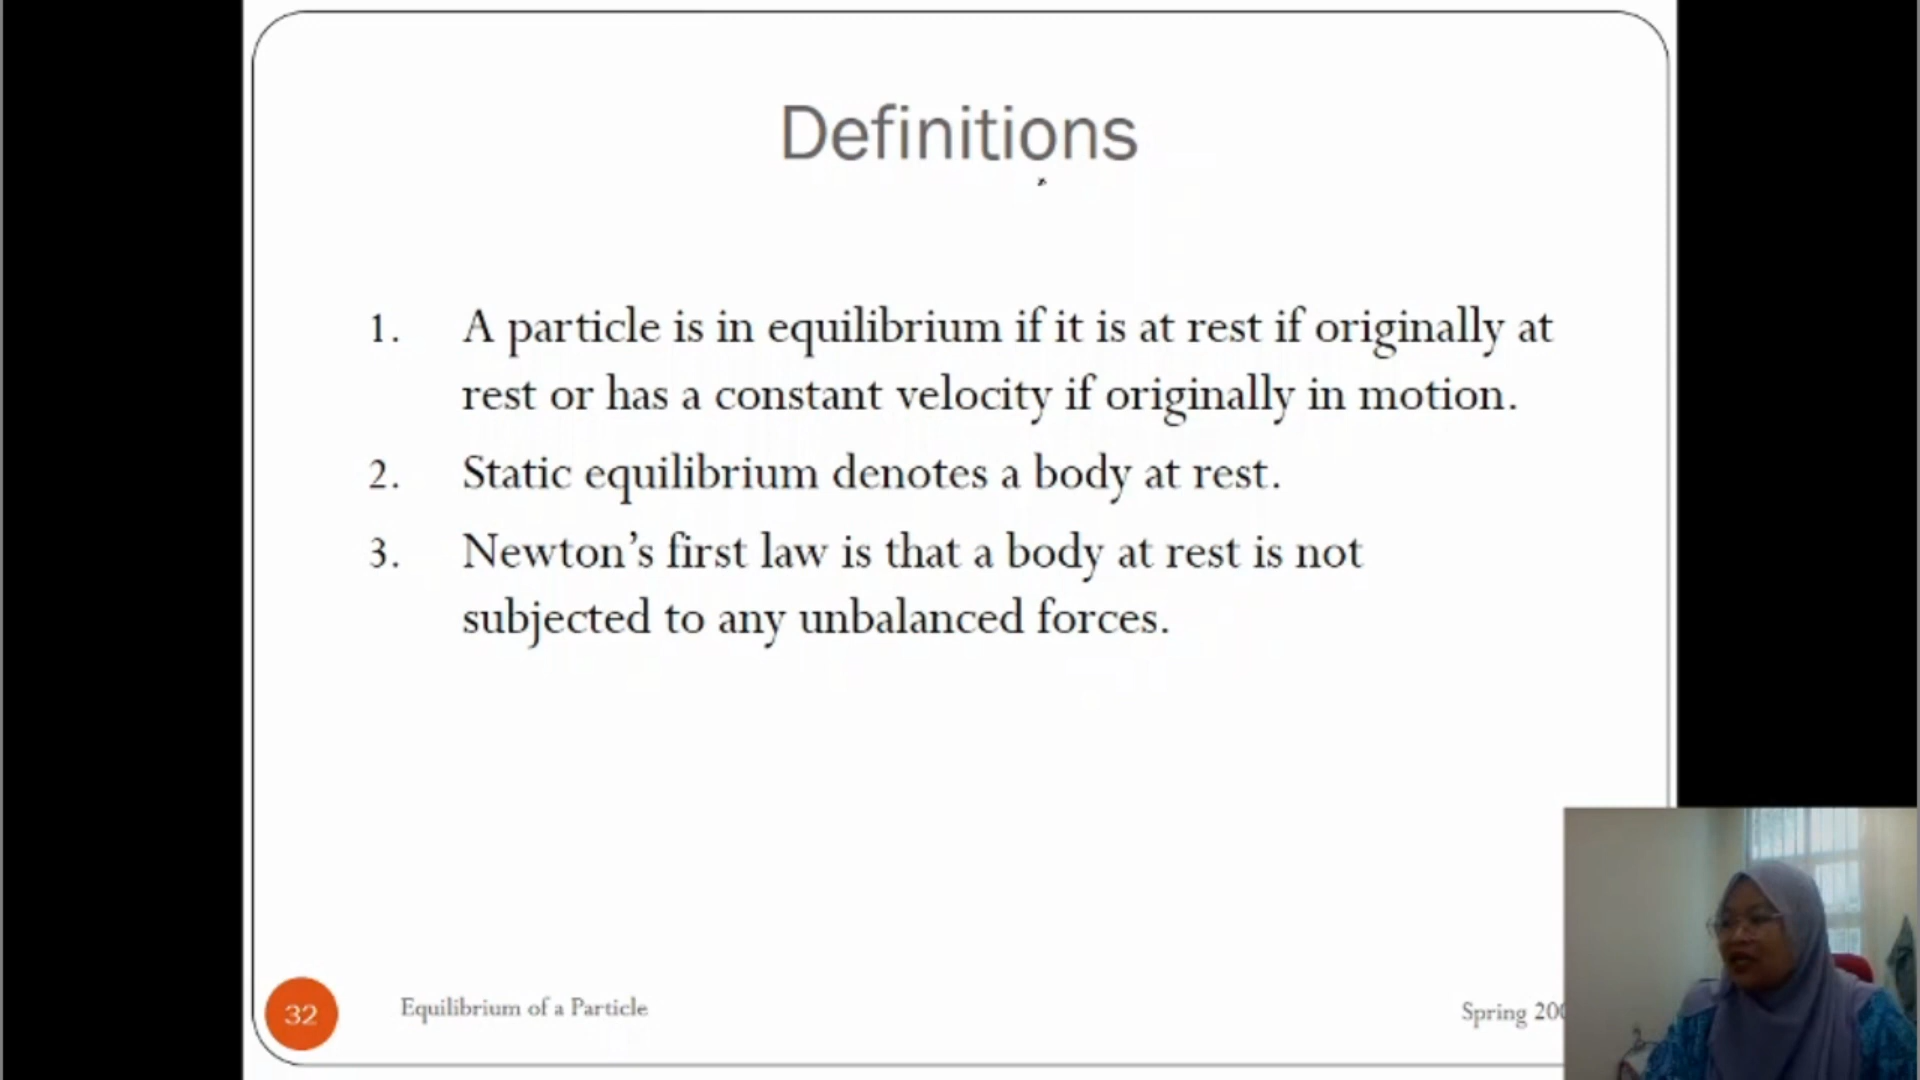 Definitions
1. A particle is in equilibrium if it is at rest if originally at
rest or has a constant velocity if originally in motion.
2. Static equilibrium denotes a body at rest.
3. Newton’s first law is that a body at rest is not
subjected to any unbalanced forces.
32 Equilibrium of a Particle Spring